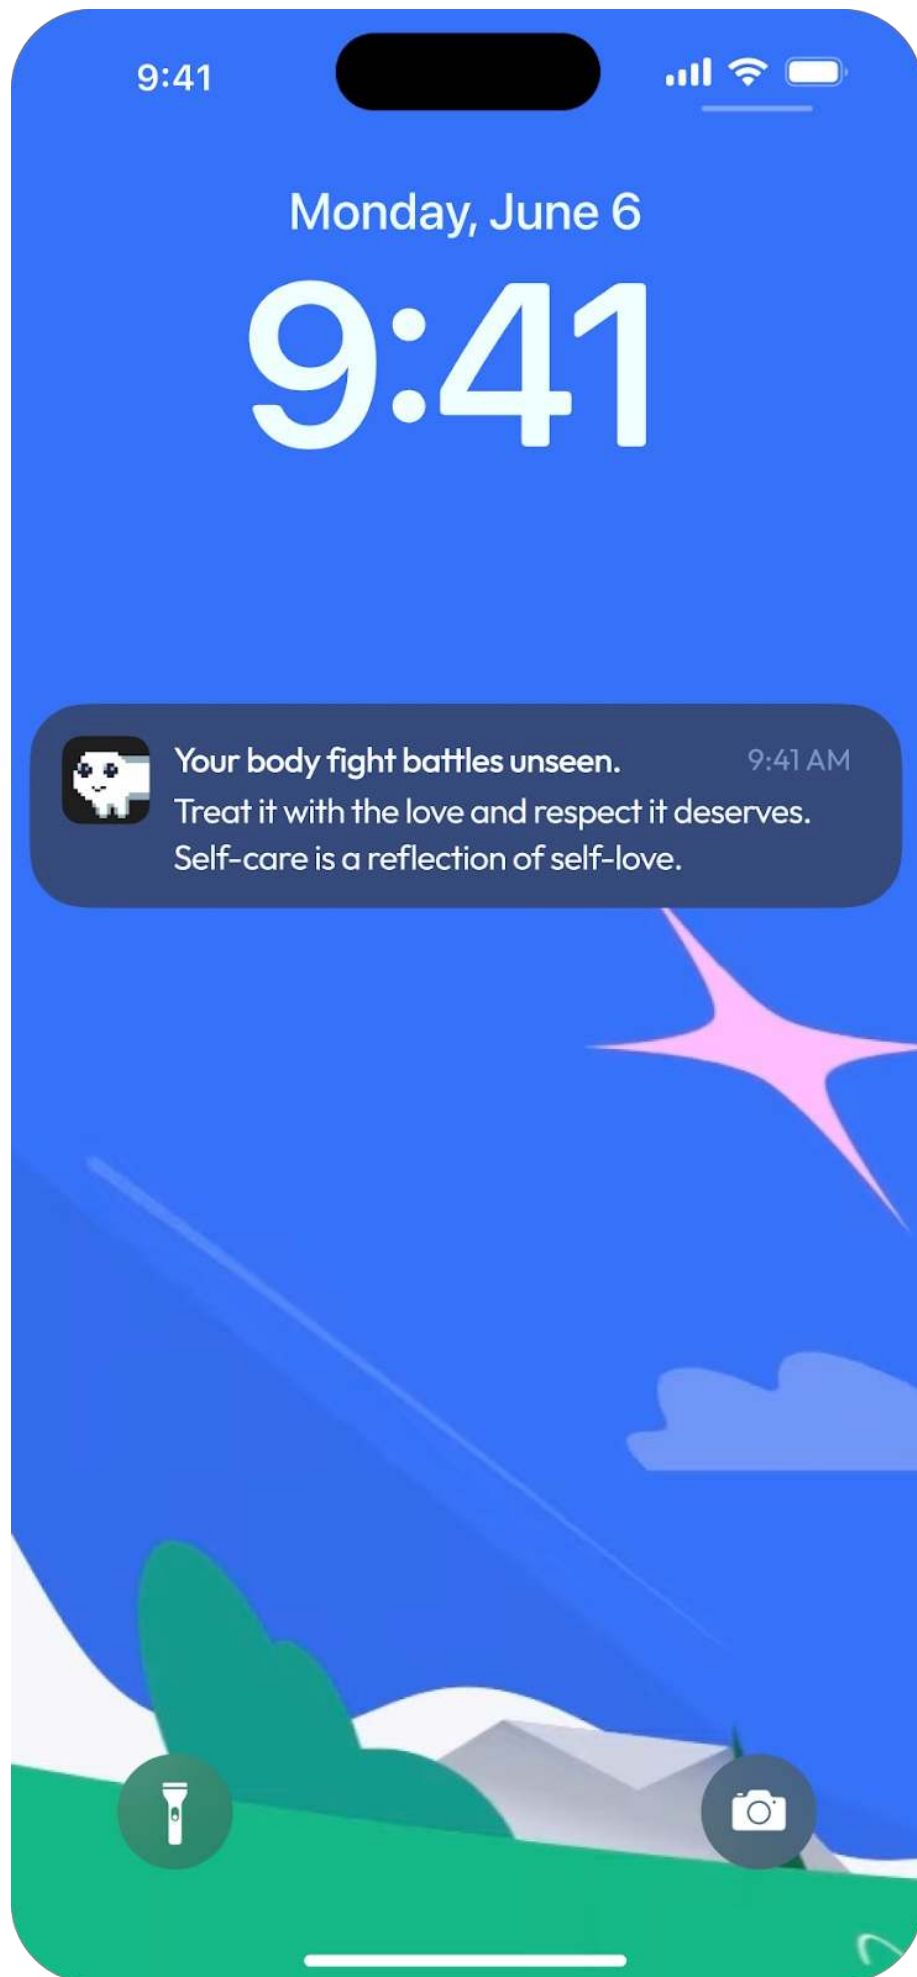 9:41
Monday, June 6
9:41
Your body fight battles unseen. 9:41 AM
Treat it with the love and respect it deserves.
Self-care is a reflection of self-love.